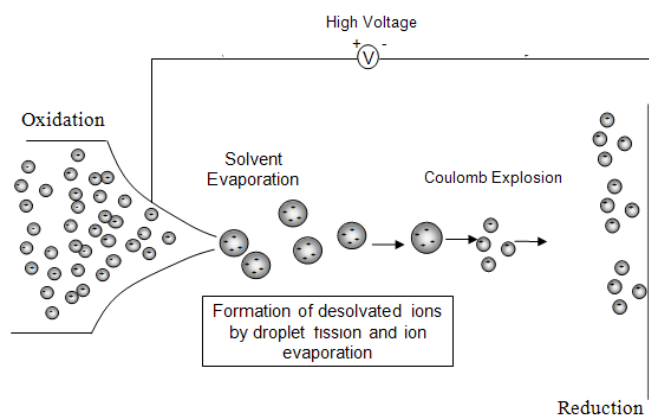 High Voltage
+ -
V
Oxidation
Solvent
Evaporation
Coulomb Explosion
Formation of desolvated ions
by droplet fission and ion
evaporation
Reduction